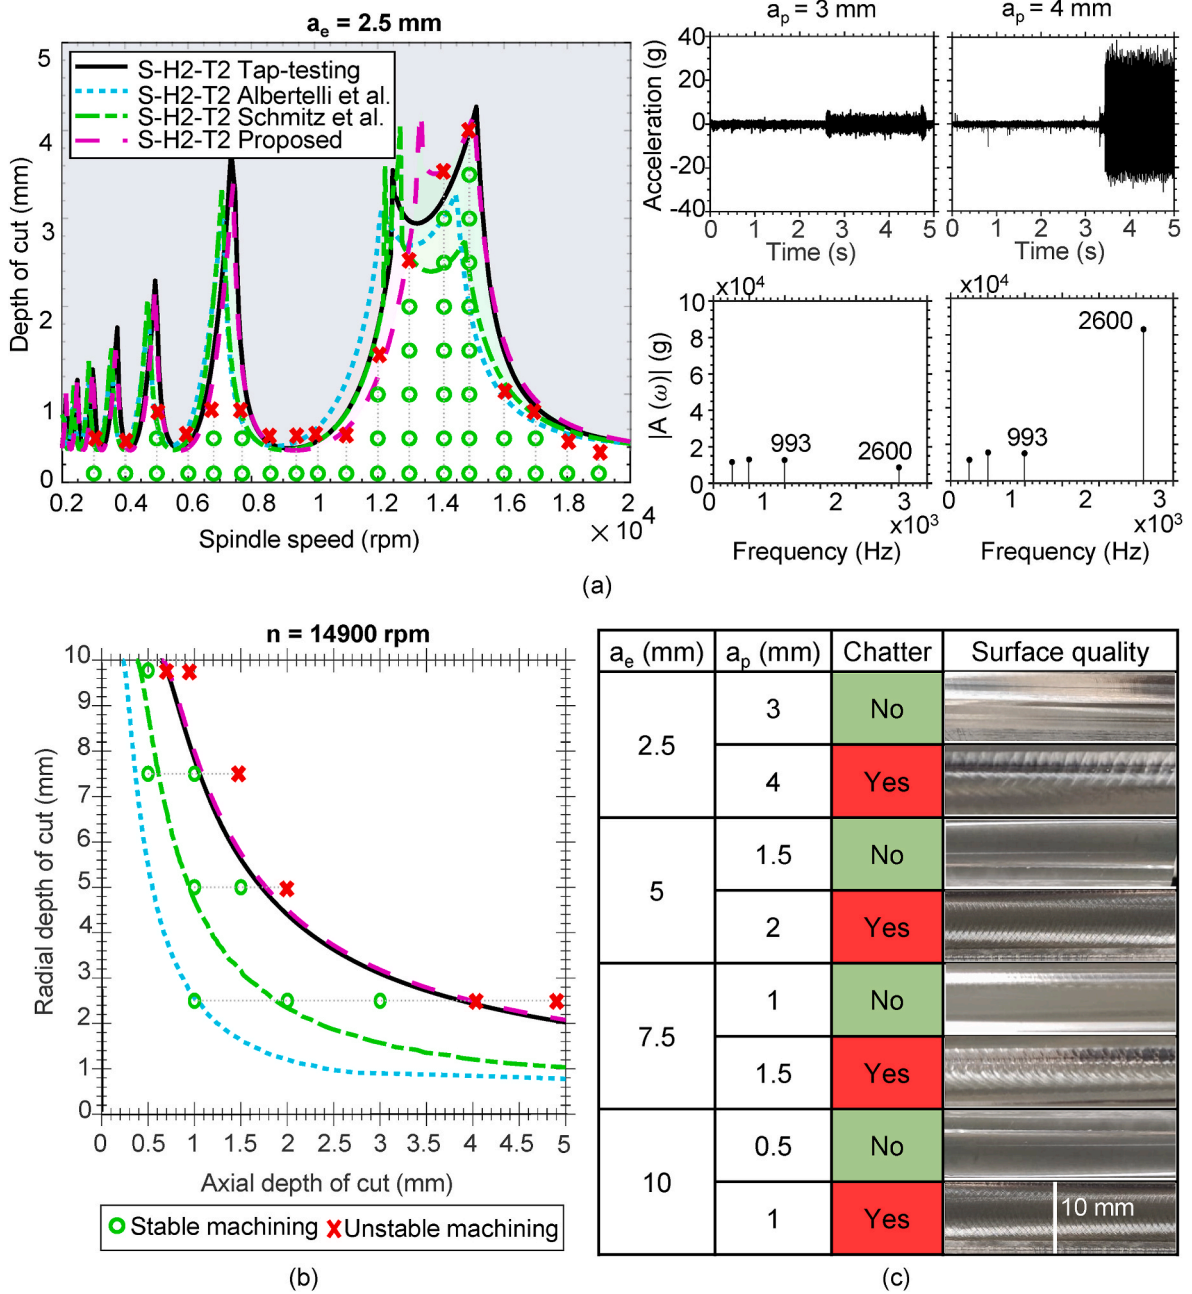 a_e = 2.5 mm
5
4
3
2
1
0
Depth of cut (mm)
S-H2-T2 Tap-testing
S-H2-T2 Albertelli et al.
S-H2-T2 Schmitz et al.
S-H2-T2 Proposed
0.2 0.4 0.6 0.8 1.0 1.2 1.4 1.6 1.8 20
× 10⁴
Spindle speed (rpm)
a_p = 3 mm
a_p = 4 mm
Acceleration (g)
40
20
0
-20
-40
0 1 2 3 4 5
Time (s)
0 1 2 3 4 5
Time (s)
x10⁴
|A (ω)| (g)
10
8
6
4
2
0
993
2600
0 1 2 3
x10³
Frequency (Hz)
x10⁴
2600
993
0 1 2 3
x10³
Frequency (Hz)
(a)
n = 14900 rpm
Radial depth of cut (mm)
10
9
8
7
6
5
4
3
2
1
0
0 0.5 1 1.5 2 2.5 3 3.5 4 4.5 5
Axial depth of cut (mm)
Stable machining Unstable machining
(b)
a_e (mm) a_p (mm) Chatter Surface quality
2.5
3 No
4 Yes
5
1.5 No
2 Yes
7.5
1 No
1.5 Yes
10
0.5 No
1 Yes
10 mm
(c)